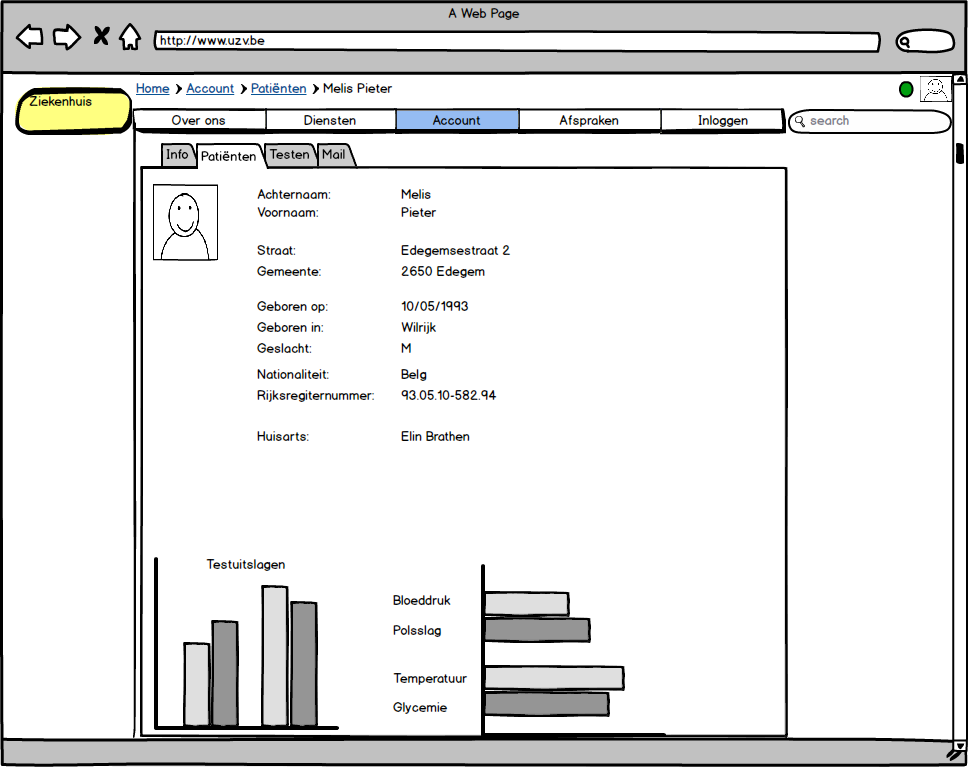 A Web Page
http://www.uzv.be
Ziekenhuis
Home > Account > Patiënten > Melis Pieter
Over ons Diensten Account Afspraken Inloggen
search
Info Patiënten Testen Mail
Achternaam: Melis
Voornaam: Pieter
Straat: Edegemsestraat 2
Gemeente: 2650 Edegem
Geboren op: 10/05/1993
Geboren in: Wilrijk
Geslacht: M
Nationaliteit: Belg
Rijksregiternummer: 93.05.10-582.94
Huisarts: Elin Brathen
Testuitslagen
Bloeddruk
Polsslag
Temperatuur
Glycemie